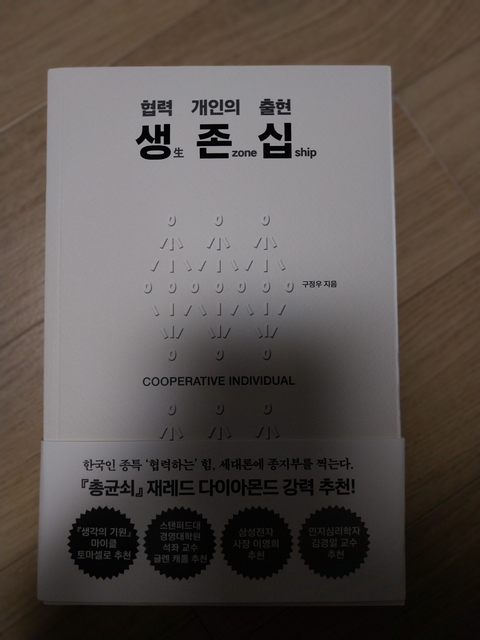 협력 개인의 출현
생生 존zone 십ship
구정우 지음
COOPERATIVE INDIVIDUAL
한국인 종특 '협력하는' 힘, 세대론에 종지부를 찍는다.
『총균쇠』 재레드 다이아몬드 강력 추천!
『생각의 기원』
마이클
토마셀로 추천
스탠퍼드대
경영대학원
석좌 교수
글렌 캐롤 추천
삼성전자
사장 이영희
추천
인지심리학자
김경일 교수
추천